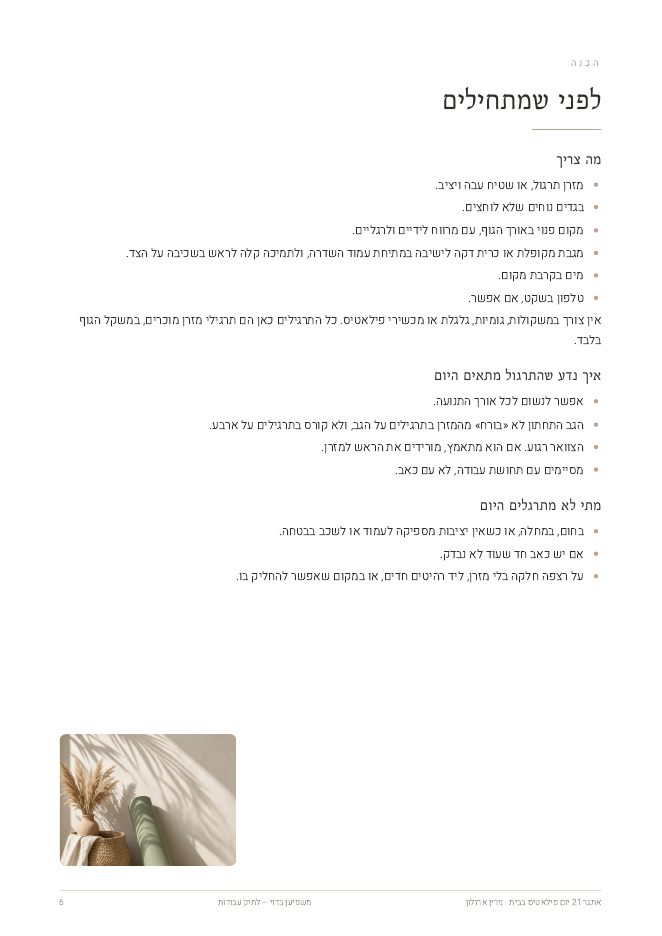 הכנה
לפני שמתחילים
מה צריך
מזרן תרגול, או שטיח עבה ויציב.
בגדים נוחים שלא לוחצים.
מקום פנוי באורך הגוף, עם מרווח לידיים ולרגליים.
מגבת מקופלת או כרית דקה לישיבה במתיחת עמוד השדרה, ולתמיכה קלה לראש בשכיבה על הצד.
מים בקרבת מקום.
טלפון בשקט, אם אפשר.
אין צורך במשקולות, גומיות, גלגלת או מכשירי פילאטיס. כל התרגילים כאן הם תרגילי מזרן מוכרים, במשקל הגוף
בלבד.
איך נדע שהתרגול מתאים היום
אפשר לנשום לכל אורך התנועה.
הגב התחתון לא «בורח» מהמזרן בתרגילים על הגב, ולא קורס בתרגילים על ארבע.
הצוואר רגוע. אם הוא מתאמץ, מורידים את הראש למזרן.
מסיימים עם תחושת עבודה, לא עם כאב.
מתי לא מתרגלים היום
בחום, במחלה, או כשאין יציבות מספיקה לעמוד או לשכב בבטחה.
אם יש כאב חד שעוד לא נבדק.
על רצפה חלקה בלי מזרן, ליד רהיטים חדים, או במקום שאפשר להחליק בו.
אתגר 21 יום פילאטיס בבית · נירין אחולון
משפיען בדוי – לתיק עבודות
6